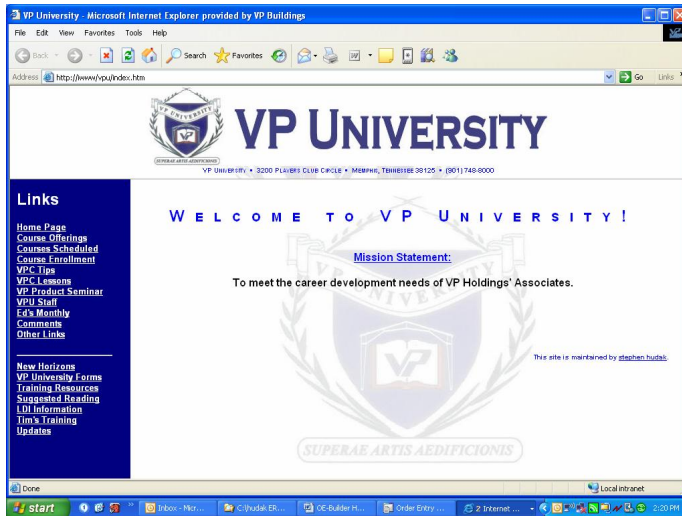 VP University - Microsoft Internet Explorer provided by VP Buildings
File Edit View Favorites Tools Help
Back Search Favorites
Address http://www/vpu/index.htm Go Links
VP UNIVERSITY
SUPERAE ARTIS AEDIFICIONIS
VP UNIVERSITY
VP UNIVERSITY • 3200 PLAYERS CLUB CIRCLE • MEMPHIS, TENNESSEE 38125 • (901) 748-8000
Links
Home Page
Course Offerings
Courses Scheduled
Course Enrollment
VPC Tips
VPC Lessons
VP Product Seminar
VPU Staff
Ed's Monthly
Comments
Other Links
New Horizons
VP University Forms
Training Resources
Suggested Reading
LDI Information
Tim's Training
Updates
WELCOME TO VP UNIVERSITY!
Mission Statement:
To meet the career development needs of VP Holdings' Associates.
This site is maintained by stephen hudak.
VP UNIVERSITY
VP
SUPERAE ARTIS AEDIFICIONIS
Done Local intranet
start Inbox - Micr... C:\hudak ER... OE-Builder H... Order Entry ... 2 Internet ... 2:20 PM